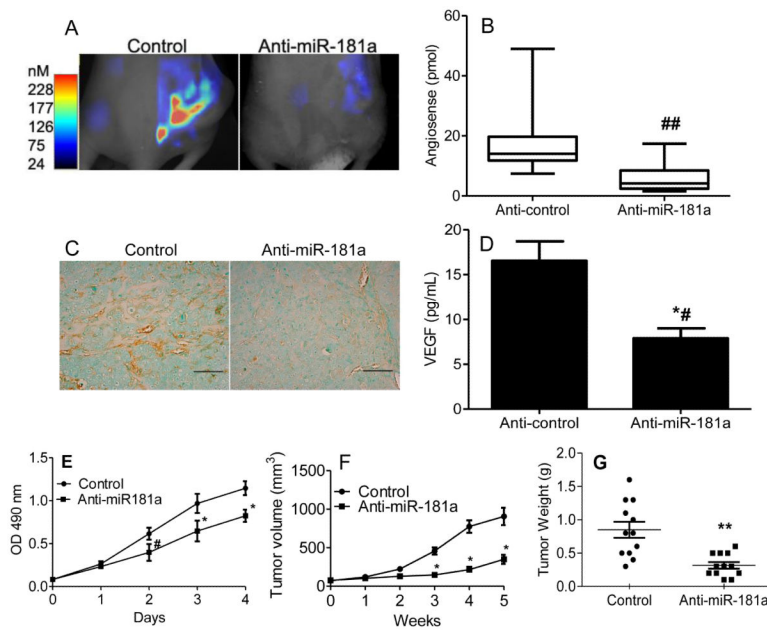 A
Control
Anti-miR-181a
nM
228
177
126
75
24
B
Angiosense (pmol)
60
40
20
0
##
Anti-control
Anti-miR-181a
C
Control
Anti-miR-181a
D
VEGF (pg/mL)
20
15
10
5
0
*#
Anti-control
Anti-miR-181a
E
Control
Anti-miR181a
OD 490 nm
1.5
1.0
0.5
0.0
#
*
*
0 1 2 3 4
Days
F
Control
Anti-miR-181a
Tumor volume (mm³)
1500
1000
500
0
*
*
*
0 1 2 3 4 5
Weeks
G
Tumor Weight (g)
2.0
1.5
1.0
0.5
0.0
**
Control
Anti-miR-181a